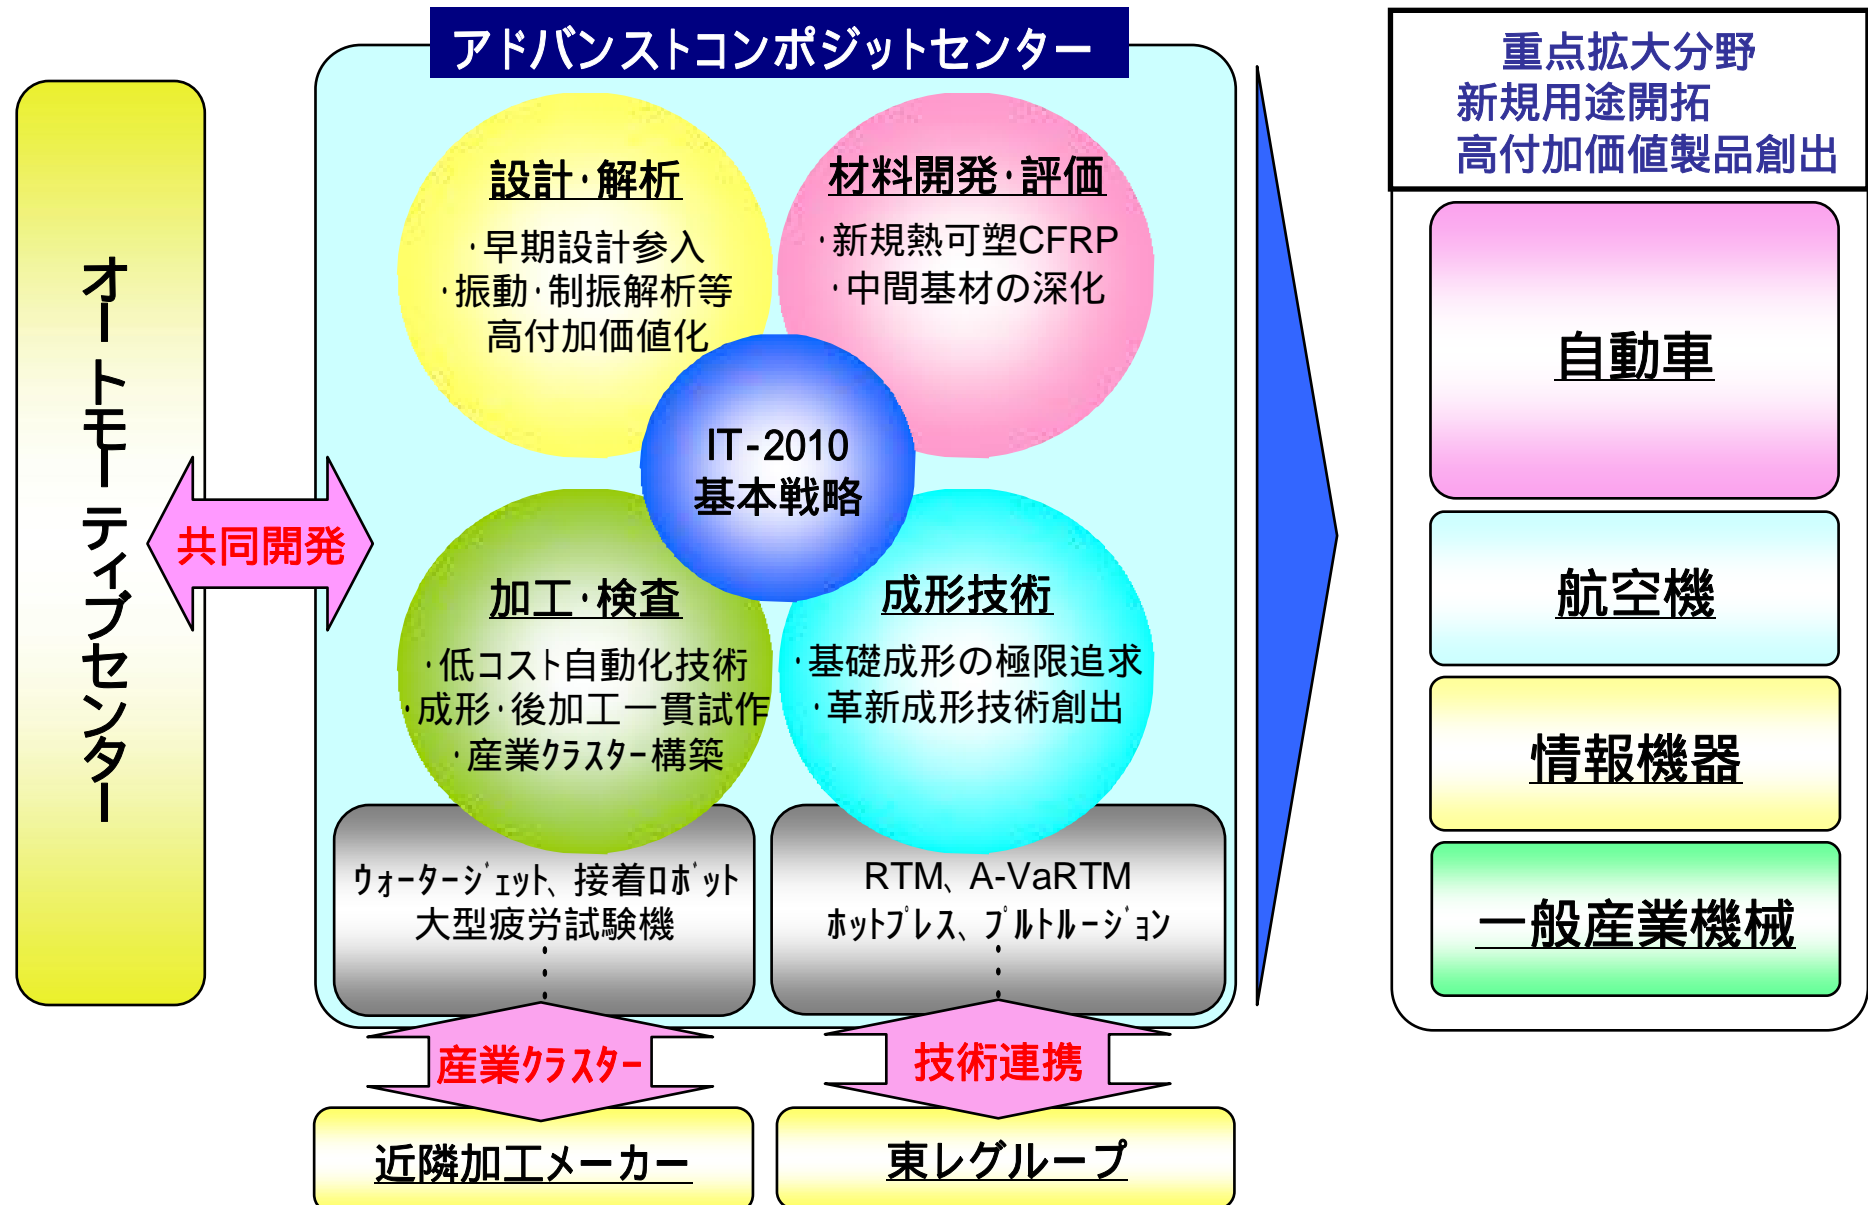 アドバンストコンポジットセンター
オートモーティブセンター
共同開発
設計・解析
・早期設計参入
・振動・制振解析等
高付加価値化
材料開発・評価
・新規熱可塑CFRP
・中間基材の深化
IT-2010
基本戦略
加工・検査
・低コスト自動化技術
・成形・後加工一貫試作
・産業クラスター構築
成形技術
・基礎成形の極限追求
・革新成形技術創出
ウォータージェット、接着ロボット
大型疲労試験機
RTM、A-VaRTM
ホットプレス、プルトルージョン
産業クラスター
技術連携
近隣加工メーカー
東レグループ
重点拡大分野
新規用途開拓
高付加価値製品創出
自動車
航空機
情報機器
一般産業機械